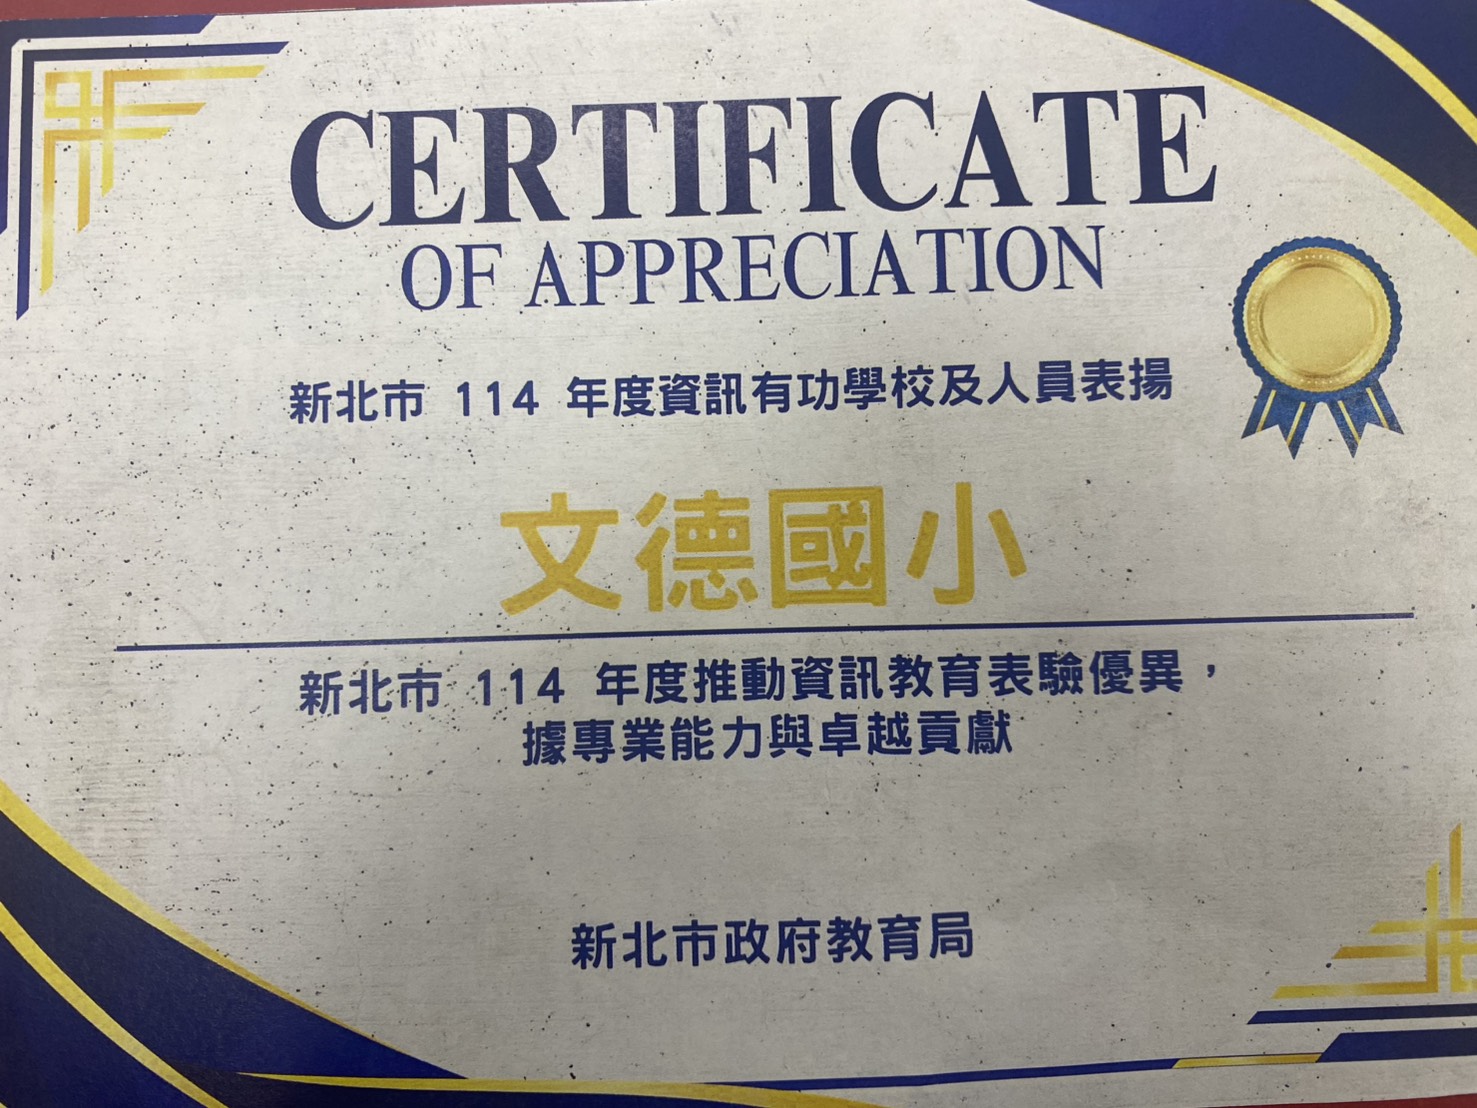 CERTIFICATE
OF APPRECIATION
新北市 114 年度資訊有功學校及人員表揚
文德國小
新北市 114 年度推動資訊教育表驗優異，
據專業能力與卓越貢獻
新北市政府教育局